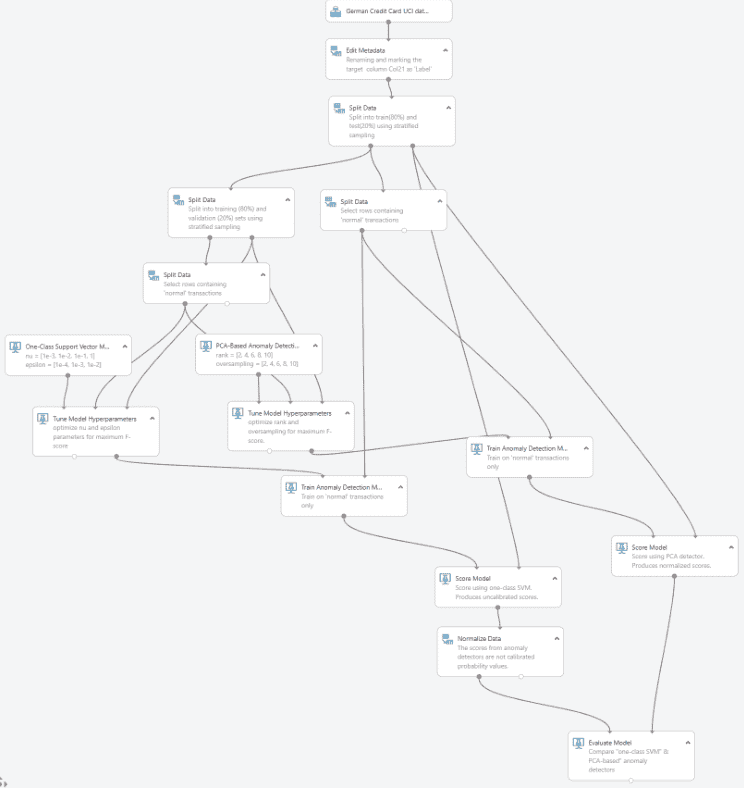 German Credit Card UCI dat...
Edit Metadata
Renaming and marking the
target column Col21 as 'Label'
Split Data
Split into train(80%) and
test(20%) using stratified
sampling
Split Data
Split into training (80%) and
validation (20%) sets using
stratified sampling
Split Data
Select rows containing
'normal' transactions
Split Data
Select rows containing
'normal' transactions
One-Class Support Vector M...
nu = [1e-3, 1e-2, 1e-1, 1]
epsilon = [1e-4, 1e-3, 1e-2]
PCA-Based Anomaly Detecti...
rank = [2, 4, 6, 8, 10]
oversampling = [2, 4, 6, 8, 10]
Tune Model Hyperparameters
optimize nu and epsilon
parameters for maximum F-
score
Tune Model Hyperparameters
optimize rank and
oversampling for maximum F-
score.
Train Anomaly Detection M...
Train on 'normal' transactions
only
Train Anomaly Detection M...
Train on 'normal' transactions
only
Score Model
Score using PCA detector.
Produces normalized scores.
Score Model
Score using one-class SVM.
Produces uncalibrated scores.
Normalize Data
The scores from anomaly
detectors are not calibrated
probability values.
Evaluate Model
Compare "one-class SVM" &
PCA-based" anomaly
detectors